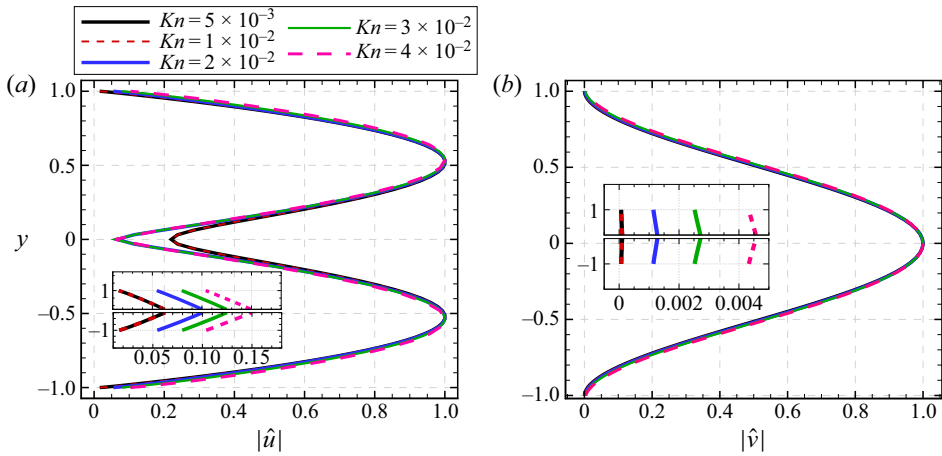 Kn = 5 × 10⁻³ Kn = 3 × 10⁻²
Kn = 1 × 10⁻² Kn = 4 × 10⁻²
Kn = 2 × 10⁻²
(a) (b)
1.0 1.0
0.5 0.5
1
−1
0 0.002 0.004
y 0 0
1
−1
0.05 0.10 0.15
−0.5 −0.5
−1.0 −1.0
0 0.2 0.4 0.6 0.8 1.0 0 0.2 0.4 0.6 0.8 1.0
|û| |v̂|